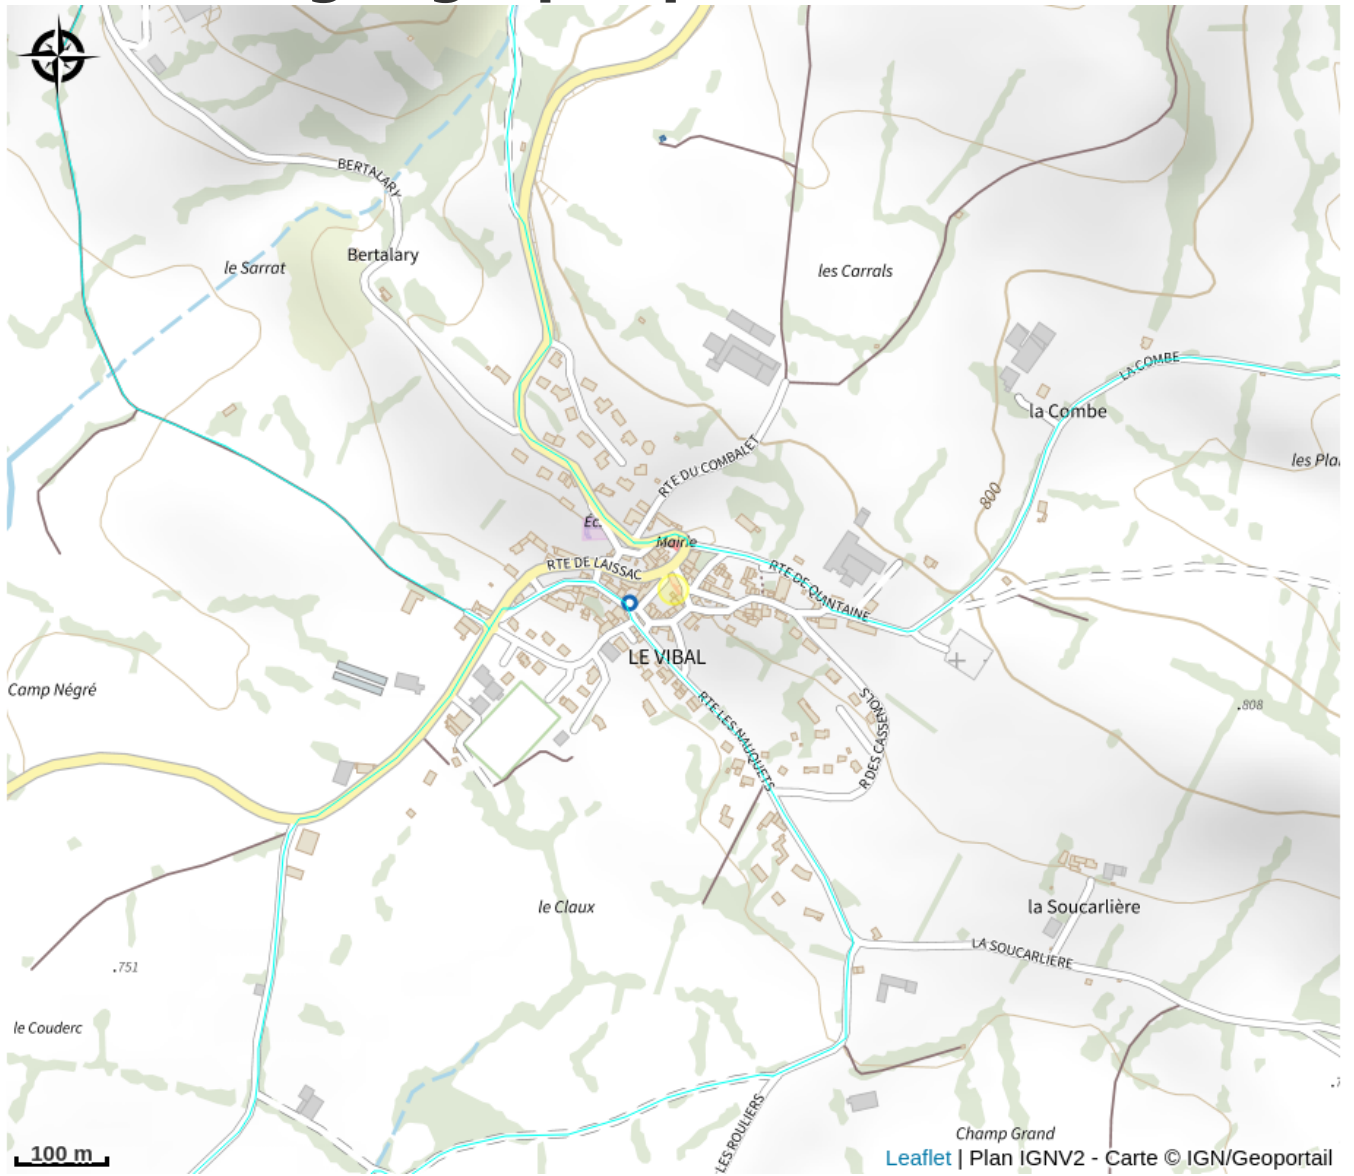 BERTALARY
Bertalary
le Sarrat
les Carrals
LA COMBE
la Combe
les Pla
RTE DU COMBALET
800
Éc.
Mairie
RTE DE LAISSAC
RTE DE QIANTAINE
LE VIBAL
Camp Négré
RTE LES NAUQUETS
R DES CASSENOLS
.808
le Claux
la Soucarlière
LA SOUCARLIERE
.751
le Couderc
LES ROULIERS
Champ Grand
100 m
Leaflet | Plan IGNV2 - Carte © IGN/Geoportail